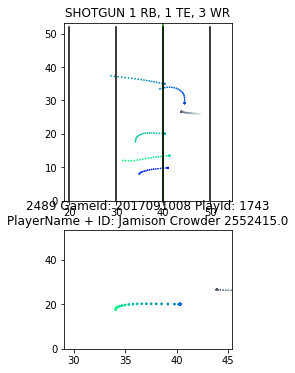 SHOTGUN 1 RB, 1 TE, 3 WR
50
40
30
20
10
0
20 30 40 50
2489 GameId: 2017091008 PlayId: 1743
PlayerName + ID: Jamison Crowder 2552415.0
40
20
0
30 35 40 45